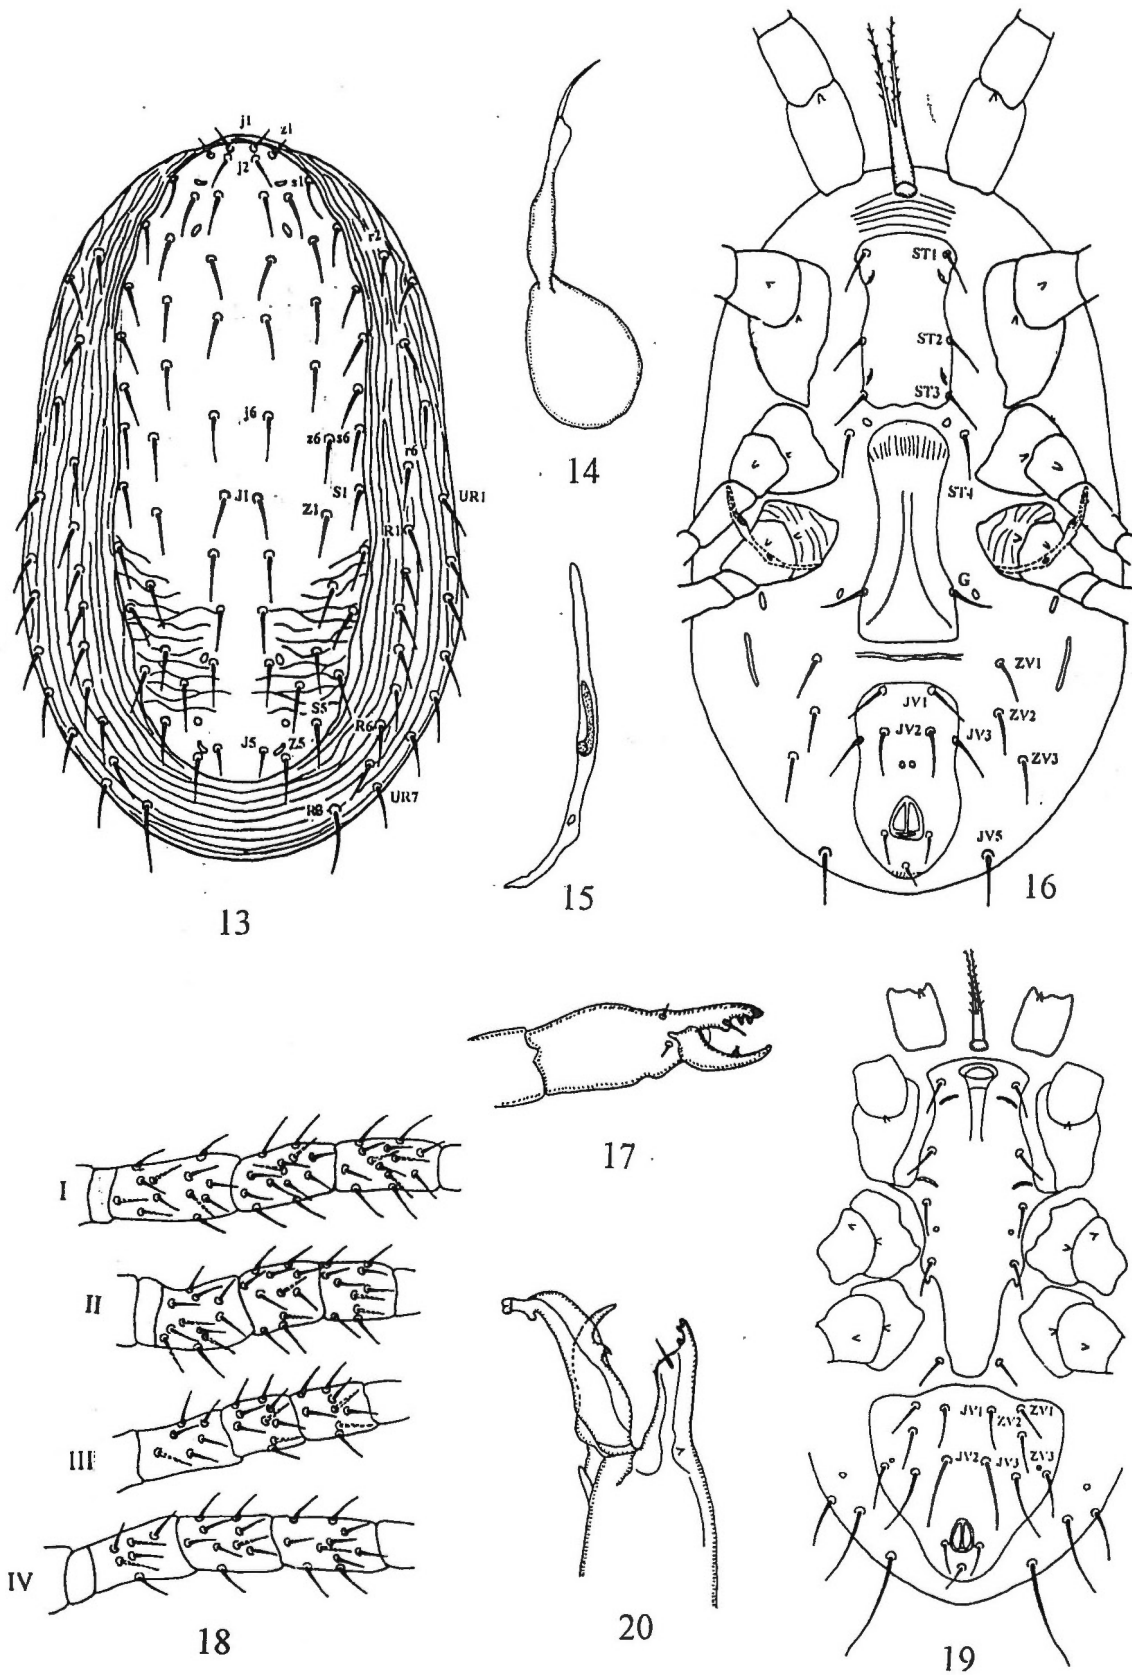 j1
z1
j2
s1
r2
j6
z6 s6
r6
J1
Z1
S1
R1
UR1
S5
R6
J5
Z5
R8
UR7
13
14
15
ST1
ST2
ST3
ST4
G
ZV1
JV1
ZV2
JV2
JV3
ZV3
JV5
16
17
I
II
III
IV
18
20
JV1
ZV1
ZV2
JV2
JV3
ZV3
19